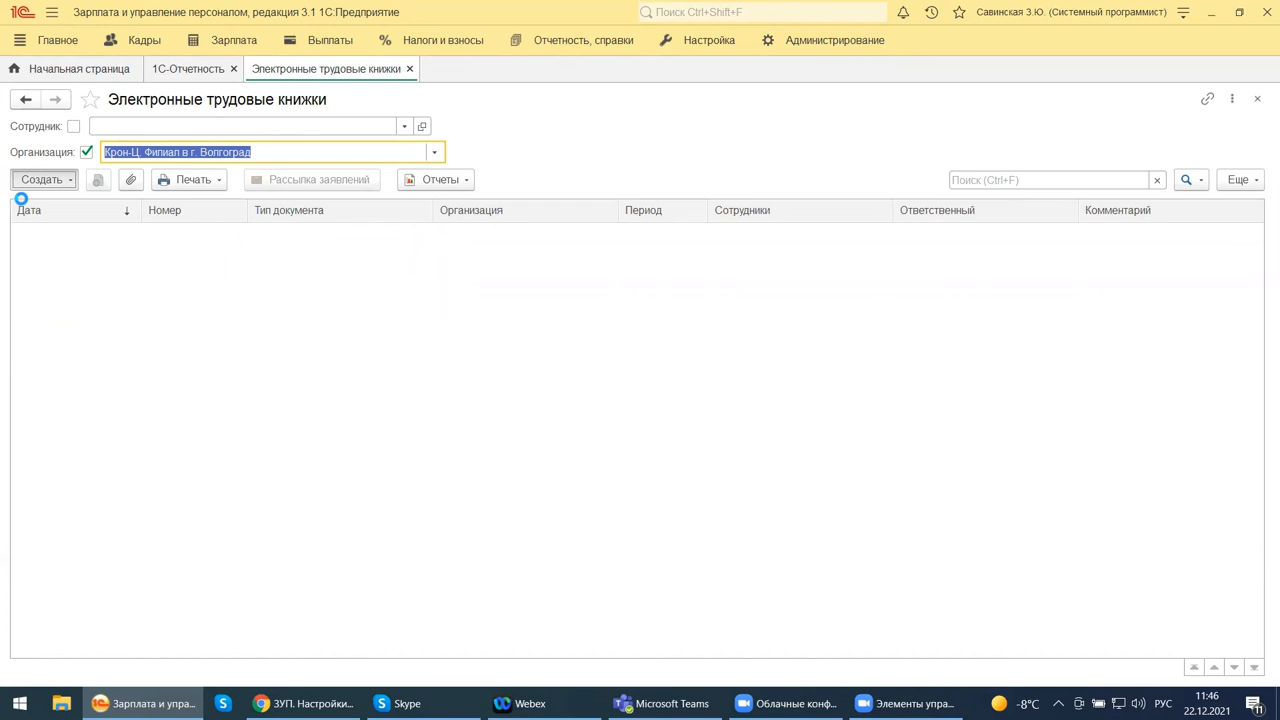 Зарплата и управление персоналом, редакция 3.1 1С:Предприятие
Поиск Ctrl+Shift+F
Савинская З.Ю. (Системный программист)
Главное
Кадры
Зарплата
Выплаты
Налоги и взносы
Отчетность, справки
Настройка
Администрирование
Начальная страница
1С-Отчетность
Электронные трудовые книжки
Электронные трудовые книжки
Сотрудник:
Организация:
Крон-Ц. Филиал в г. Волгоград
Создать
Печать
Рассылка заявлений
Отчеты
Поиск (Ctrl+F)
Еще
Дата
Номер
Тип документа
Организация
Период
Сотрудники
Ответственный
Комментарий
Зарплата и упра...
ЗУП. Настройки...
Skype
Webex
Microsoft Teams
Облачные конф...
Элементы упра...
-8°C
РУС
11:46
22.12.2021
11